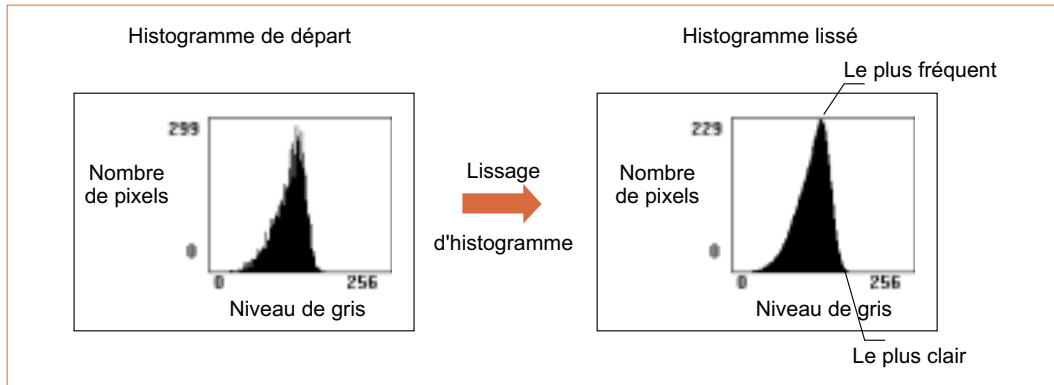 Histogramme de départ
299
Nombre
de pixels
0
0 256
Niveau de gris
Lissage
d'histogramme
Histogramme lissé
Le plus fréquent
229
Nombre
de pixels
0
0 256
Niveau de gris
Le plus clair